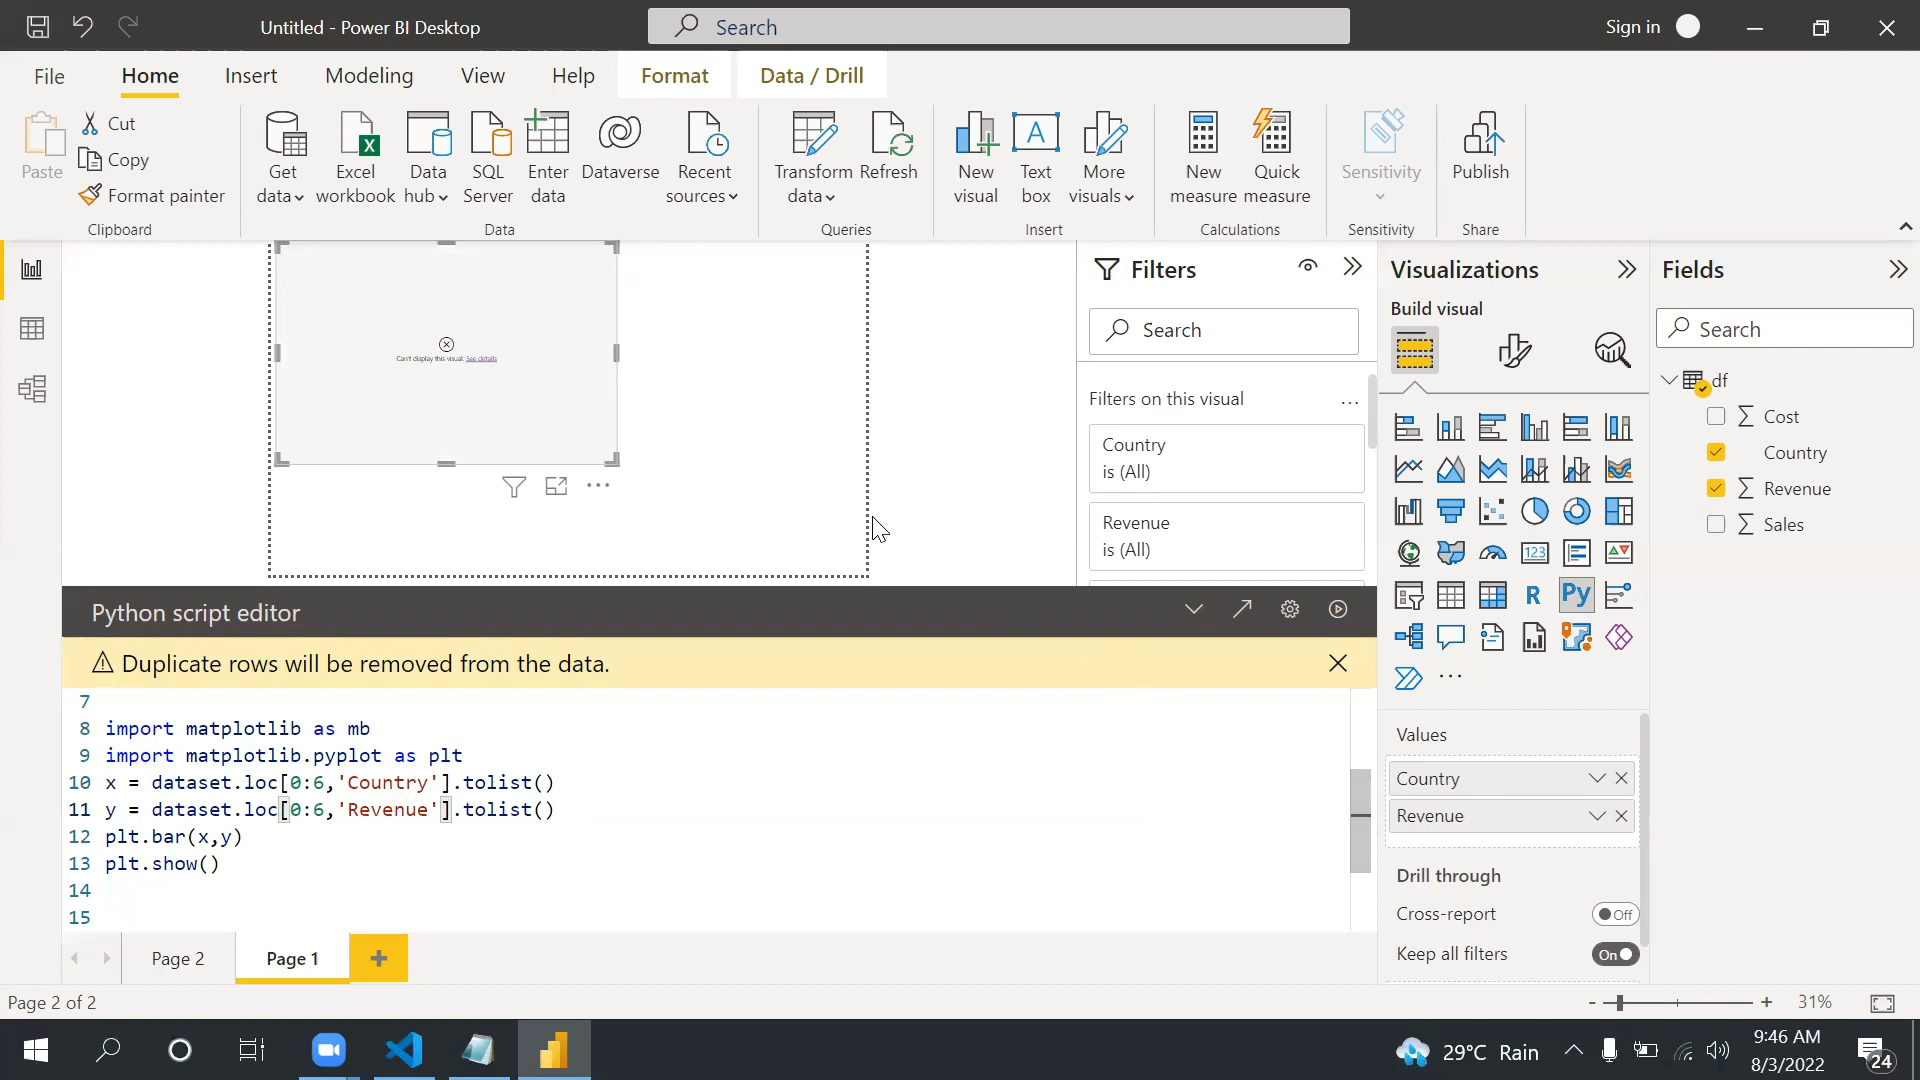 Untitled - Power BI Desktop
Search
Sign in
File
Home
Insert
Modeling
View
Help
Format
Data / Drill
Paste
Cut
Copy
Format painter
Clipboard
Get data
Excel workbook
Data hub
SQL Server
Enter data
Dataverse
Recent sources
Data
Transform data
Refresh
Queries
New visual
Text box
More visuals
Insert
New measure
Quick measure
Calculations
Sensitivity
Sensitivity
Publish
Share
Can't display this visual. See details
Filters
Search
Filters on this visual
...
Country
is (All)
Revenue
is (All)
Visualizations
Build visual
123
R
Py
...
Values
Country
Revenue
Drill through
Cross-report
Off
Keep all filters
On
Fields
Search
df
Cost
Country
Revenue
Sales
Python script editor
Duplicate rows will be removed from the data.
7
8 import matplotlib as mb
9 import matplotlib.pyplot as plt
10 x = dataset.loc[0:6,'Country'].tolist()
11 y = dataset.loc[0:6,'Revenue'].tolist()
12 plt.bar(x,y)
13 plt.show()
14
15
Page 2
Page 1
+
Page 2 of 2
- + 31%
29°C Rain
9:46 AM
8/3/2022
24